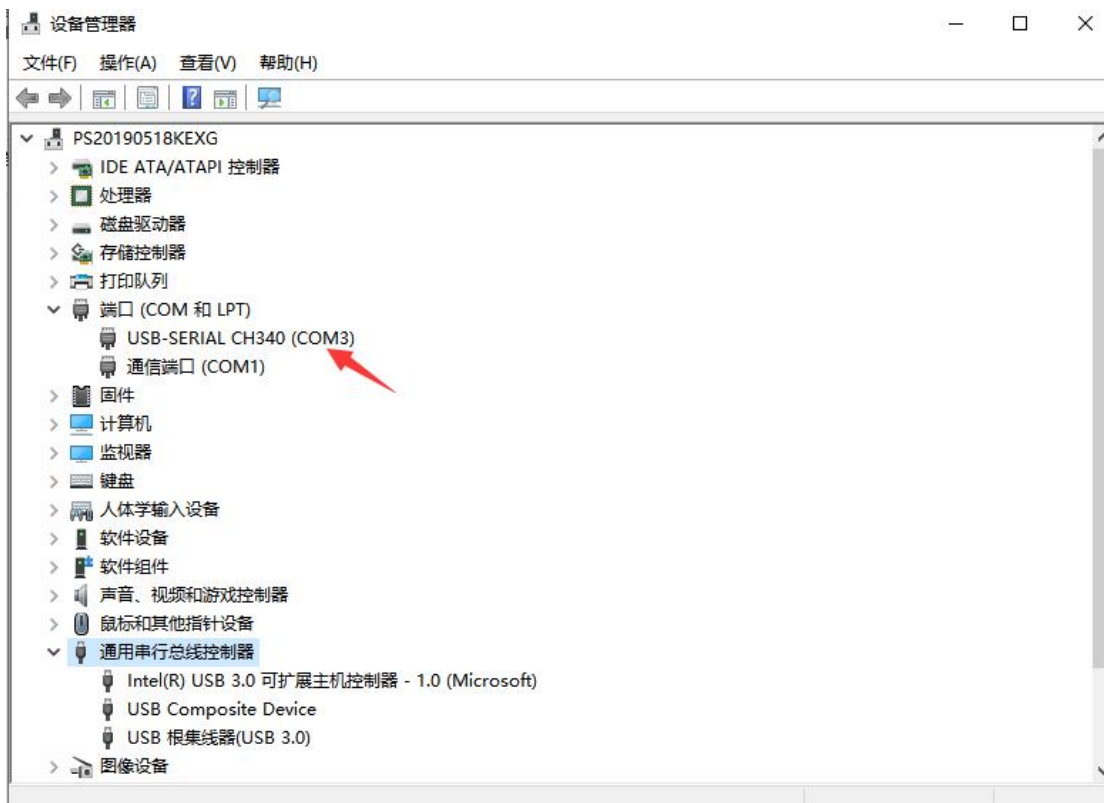 设备管理器
文件(F) 操作(A) 查看(V) 帮助(H)
PS20190518KEXG
IDE ATA/ATAPI 控制器
处理器
磁盘驱动器
存储控制器
打印队列
端口 (COM 和 LPT)
USB-SERIAL CH340 (COM3)
通信端口 (COM1)
固件
计算机
监视器
键盘
人体学输入设备
软件设备
软件组件
声音、视频和游戏控制器
鼠标和其他指针设备
通用串行总线控制器
Intel(R) USB 3.0 可扩展主机控制器 - 1.0 (Microsoft)
USB Composite Device
USB 根集线器(USB 3.0)
图像设备